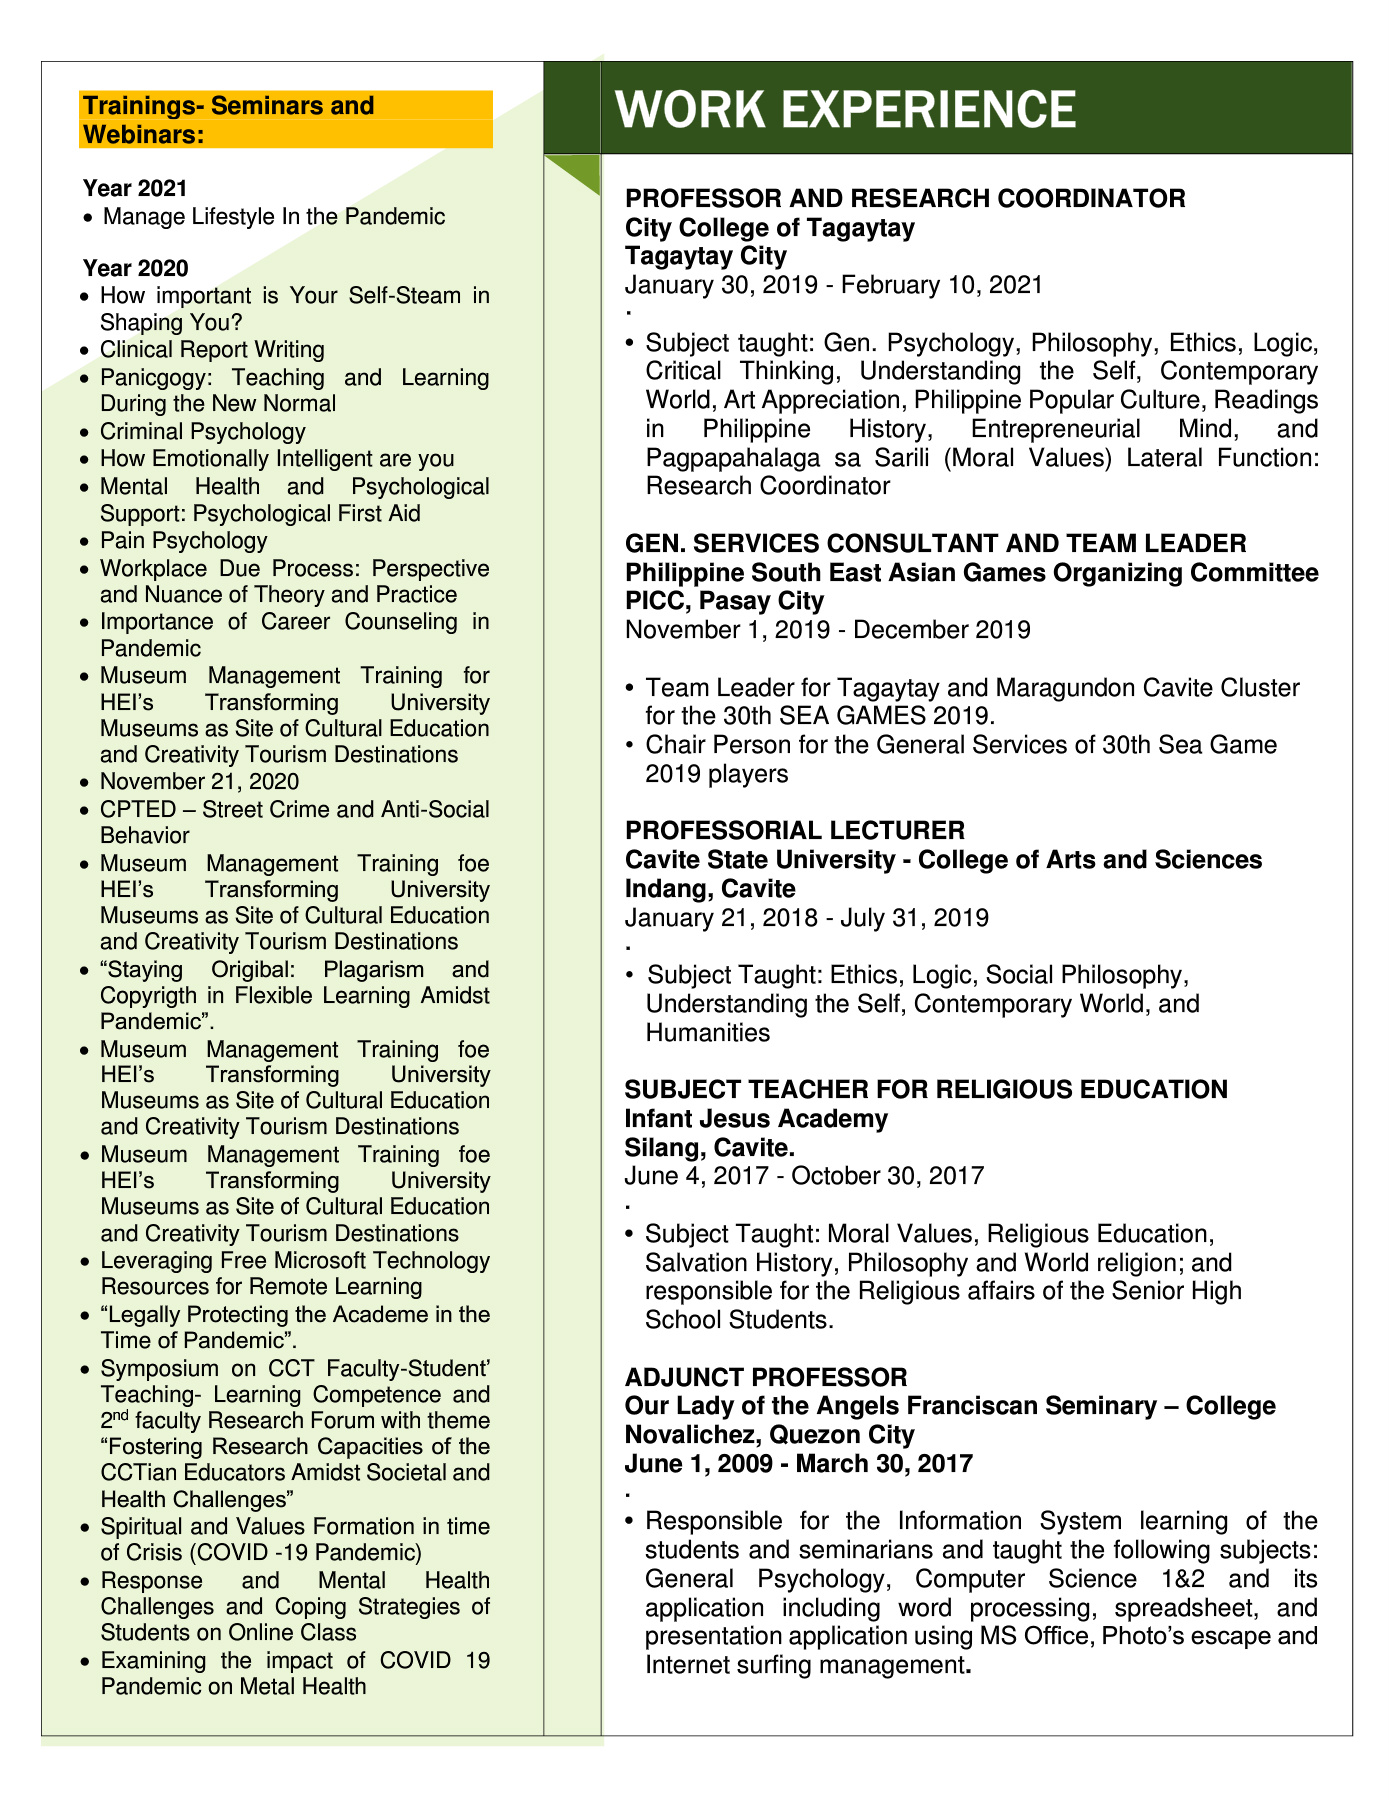 Trainings- Seminars and
Webinars:
Year 2021
• Manage Lifestyle In the Pandemic
Year 2020
• How important is Your Self-Steam in
Shaping You?
• Clinical Report Writing
• Panicgogy: Teaching and Learning
During the New Normal
• Criminal Psychology
• How Emotionally Intelligent are you
• Mental Health and Psychological
Support: Psychological First Aid
• Pain Psychology
• Workplace Due Process: Perspective
and Nuance of Theory and Practice
• Importance of Career Counseling in
Pandemic
• Museum Management Training for
HEI’s Transforming University
Museums as Site of Cultural Education
and Creativity Tourism Destinations
• November 21, 2020
• CPTED – Street Crime and Anti-Social
Behavior
• Museum Management Training foe
HEI’s Transforming University
Museums as Site of Cultural Education
and Creativity Tourism Destinations
• “Staying Origibal: Plagarism and
Copyrigth in Flexible Learning Amidst
Pandemic”.
• Museum Management Training foe
HEI’s Transforming University
Museums as Site of Cultural Education
and Creativity Tourism Destinations
• Museum Management Training foe
HEI’s Transforming University
Museums as Site of Cultural Education
and Creativity Tourism Destinations
• Leveraging Free Microsoft Technology
Resources for Remote Learning
• “Legally Protecting the Academe in the
Time of Pandemic”.
• Symposium on CCT Faculty-Student’
Teaching- Learning Competence and
2nd faculty Research Forum with theme
“Fostering Research Capacities of the
CCTian Educators Amidst Societal and
Health Challenges”
• Spiritual and Values Formation in time
of Crisis (COVID -19 Pandemic)
• Response and Mental Health
Challenges and Coping Strategies of
Students on Online Class
• Examining the impact of COVID 19
Pandemic on Metal Health
WORK EXPERIENCE
PROFESSOR AND RESEARCH COORDINATOR
City College of Tagaytay
Tagaytay City
January 30, 2019 - February 10, 2021
.
• Subject taught: Gen. Psychology, Philosophy, Ethics, Logic,
Critical Thinking, Understanding the Self, Contemporary
World, Art Appreciation, Philippine Popular Culture, Readings
in Philippine History, Entrepreneurial Mind, and
Pagpapahalaga sa Sarili (Moral Values) Lateral Function:
Research Coordinator
GEN. SERVICES CONSULTANT AND TEAM LEADER
Philippine South East Asian Games Organizing Committee
PICC, Pasay City
November 1, 2019 - December 2019
• Team Leader for Tagaytay and Maragundon Cavite Cluster
for the 30th SEA GAMES 2019.
• Chair Person for the General Services of 30th Sea Game
2019 players
PROFESSORIAL LECTURER
Cavite State University - College of Arts and Sciences
Indang, Cavite
January 21, 2018 - July 31, 2019
.
• Subject Taught: Ethics, Logic, Social Philosophy,
Understanding the Self, Contemporary World, and
Humanities
SUBJECT TEACHER FOR RELIGIOUS EDUCATION
Infant Jesus Academy
Silang, Cavite.
June 4, 2017 - October 30, 2017
.
• Subject Taught: Moral Values, Religious Education,
Salvation History, Philosophy and World religion; and
responsible for the Religious affairs of the Senior High
School Students.
ADJUNCT PROFESSOR
Our Lady of the Angels Franciscan Seminary – College
Novalichez, Quezon City
June 1, 2009 - March 30, 2017
.
• Responsible for the Information System learning of the
students and seminarians and taught the following subjects:
General Psychology, Computer Science 1&2 and its
application including word processing, spreadsheet, and
presentation application using MS Office, Photo’s escape and
Internet surfing management.